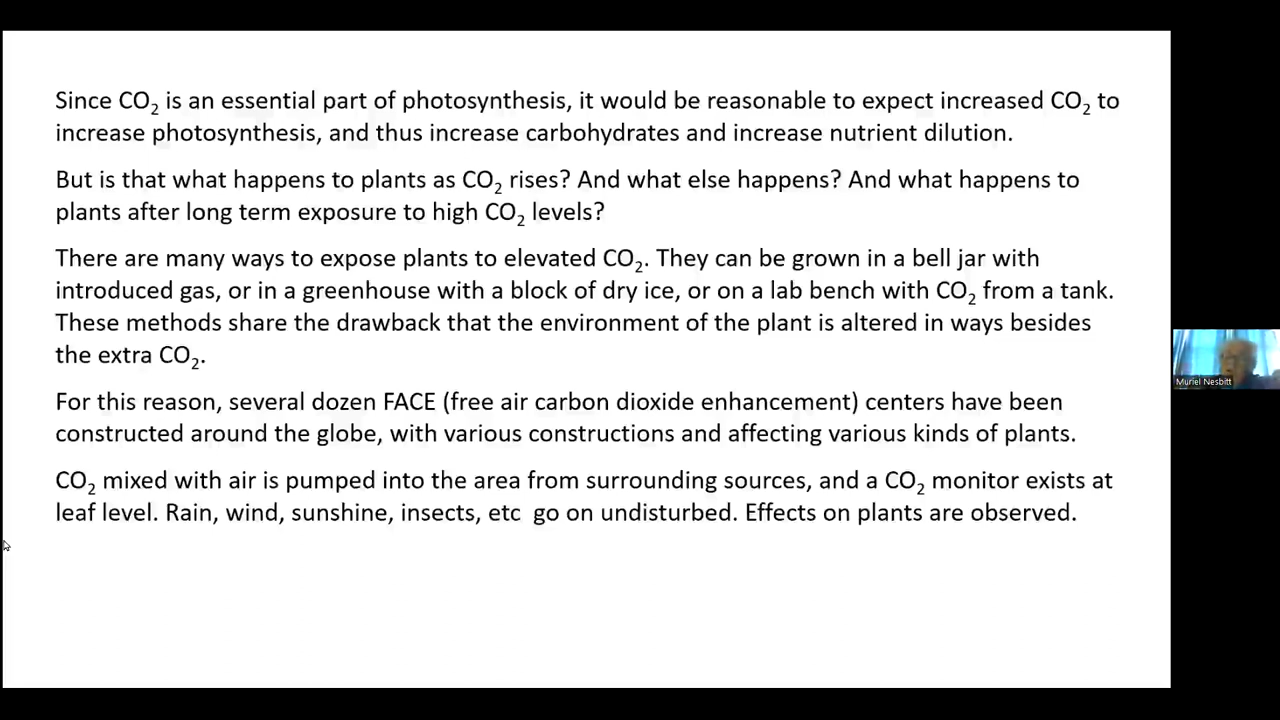 Since CO₂ is an essential part of photosynthesis, it would be reasonable to expect increased CO₂ to
increase photosynthesis, and thus increase carbohydrates and increase nutrient dilution.
But is that what happens to plants as CO₂ rises? And what else happens? And what happens to
plants after long term exposure to high CO₂ levels?
There are many ways to expose plants to elevated CO₂. They can be grown in a bell jar with
introduced gas, or in a greenhouse with a block of dry ice, or on a lab bench with CO₂ from a tank.
These methods share the drawback that the environment of the plant is altered in ways besides
the extra CO₂.
For this reason, several dozen FACE (free air carbon dioxide enhancement) centers have been
constructed around the globe, with various constructions and affecting various kinds of plants.
CO₂ mixed with air is pumped into the area from surrounding sources, and a CO₂ monitor exists at
leaf level. Rain, wind, sunshine, insects, etc  go on undisturbed. Effects on plants are observed.
Muriel Nesbitt